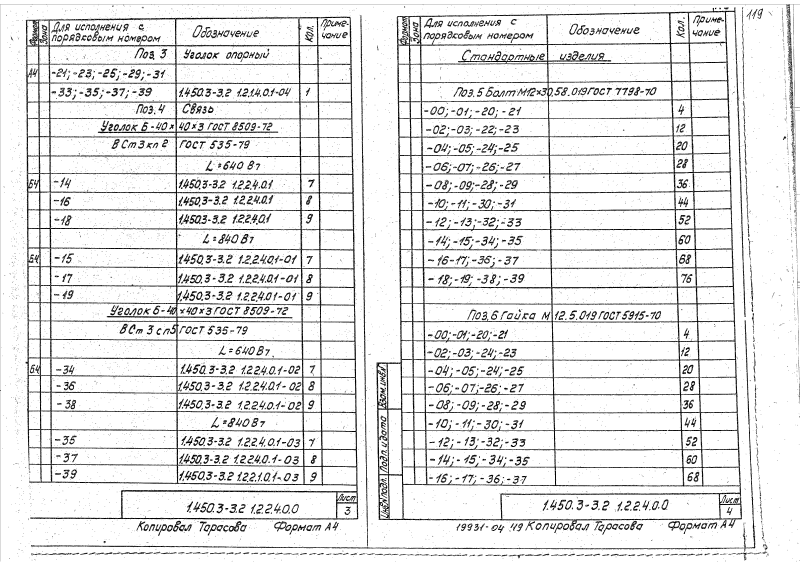 Формат Зона Для исполнения с порядковым номером Обозначение Кол. Примечание
Поз. 3 Уголок опорный
А4 -21; -23; -25; -29; -31
-33; -35; -37; -39 1.450.3-3.2 1.2.1.4.0.1-04 1
Поз. 4 Связь
Уголок Б-40×40×3 ГОСТ 8509-72
ВСт3кп2 ГОСТ 535-79
L=640 Вт
Б4 -14 1.450.3-3.2 1.2.2.4.0.1 7
-16 1.450.3-3.2 1.2.2.4.0.1 8
-18 1.450.3-3.2 1.2.2.4.0.1 9
L=840 Вт
Б4 -15 1.450.3-3.2 1.2.2.4.0.1-01 7
-17 1.450.3-3.2 1.2.2.4.0.1-01 8
-19 1.450.3-3.2 1.2.2.4.0.1-01 9
Уголок Б-40×40×3 ГОСТ 8509-72
ВСт3сп5 ГОСТ 535-79
L=640Вт
Б4 -34 1.450.3-3.2 1.2.2.4.0.1-02 7
-36 1.450.3-3.2 1.2.2.4.0.1-02 8
-38 1.450.3-3.2 1.2.2.4.0.1-02 9
L=840Вт
-35 1.450.3-3.2 1.2.2.4.0.1-03 7
-37 1.450.3-3.2 1.2.2.4.0.1-03 8
-39 1.450.3-3.2 1.2.2.1.0.1-03 9
1.450.3-3.2 1.2.2.4.0.0 Лист 3
Копировал Тарасова Формат А4
119
Формат Зона Для исполнения с порядковым номером Обозначение Кол. Примечание
Стандартные изделия
Поз. 5 Болт М12×30.58.019 ГОСТ 7798-70
-00; -01; -20; -21 4
-02; -03; -22; -23 12
-04; -05; -24; -25 20
-06; -07; -26; -27 28
-08; -09; -28; -29 36
-10; -11; -30; -31 44
-12; -13; -32; -33 52
-14; -15; -34; -35 60
-16-17; -36; -37 68
-18; -19; -38; -39 76
Поз. 6 Гайка М12.5.019 ГОСТ 5915-70
-00; -01; -20; -21 4
-02; -03; -24; -23 12
-04; -05; -24; -25 20
-06; -07; -26; -27 28
-08; -09; -28; -29 36
-10; -11; -30; -31 44
-12; -13; -32; -33 52
-14; -15; -34; -35 60
-16; -17; -36; -37 68
Инв.№подл. Подп. и дата Взам.инв.№
1.450.3-3.2 1.2.2.4.0.0 Лист 4
19931-04 119 Копировал Тарасова Формат А4